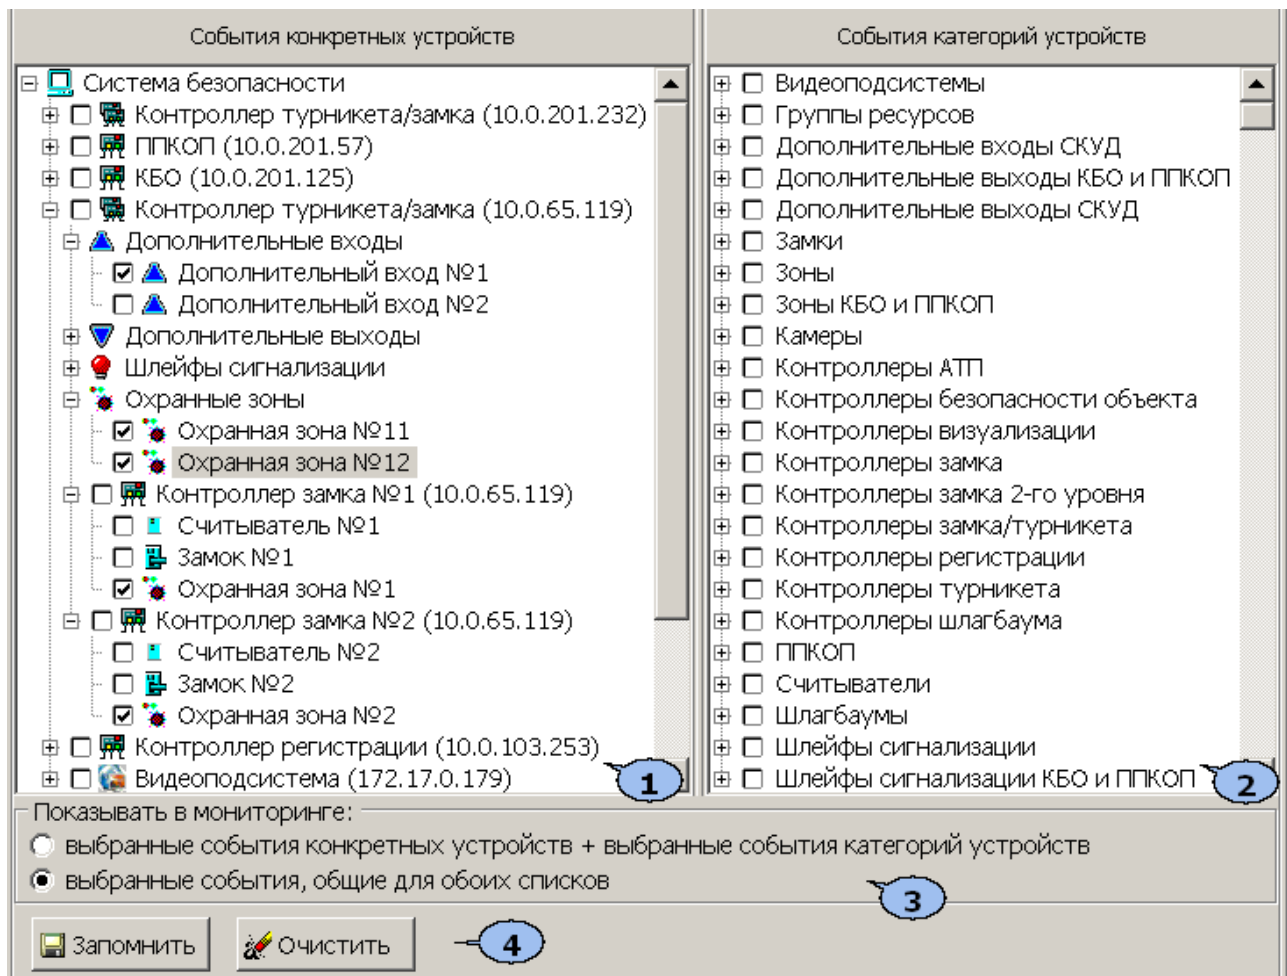 События конкретных устройств
Система безопасности
Контроллер турникета/замка (10.0.201.232)
ППКОП (10.0.201.57)
КБО (10.0.201.125)
Контроллер турникета/замка (10.0.65.119)
Дополнительные входы
Дополнительный вход №1
Дополнительный вход №2
Дополнительные выходы
Шлейфы сигнализации
Охранные зоны
Охранная зона №11
Охранная зона №12
Контроллер замка №1 (10.0.65.119)
Считыватель №1
Замок №1
Охранная зона №1
Контроллер замка №2 (10.0.65.119)
Считыватель №2
Замок №2
Охранная зона №2
Контроллер регистрации (10.0.103.253)
Видеоподсистема (172.17.0.179)
1
События категорий устройств
Видеоподсистемы
Группы ресурсов
Дополнительные входы СКУД
Дополнительные выходы КБО и ППКОП
Дополнительные выходы СКУД
Замки
Зоны
Зоны КБО и ППКОП
Камеры
Контроллеры АТП
Контроллеры безопасности объекта
Контроллеры визуализации
Контроллеры замка
Контроллеры замка 2-го уровня
Контроллеры замка/турникета
Контроллеры регистрации
Контроллеры турникета
Контроллеры шлагбаума
ППКОП
Считыватели
Шлагбаумы
Шлейфы сигнализации
Шлейфы сигнализации КБО и ППКОП
2
Показывать в мониторинге:
выбранные события конкретных устройств + выбранные события категорий устройств
выбранные события, общие для обоих списков
3
Запомнить Очистить 4